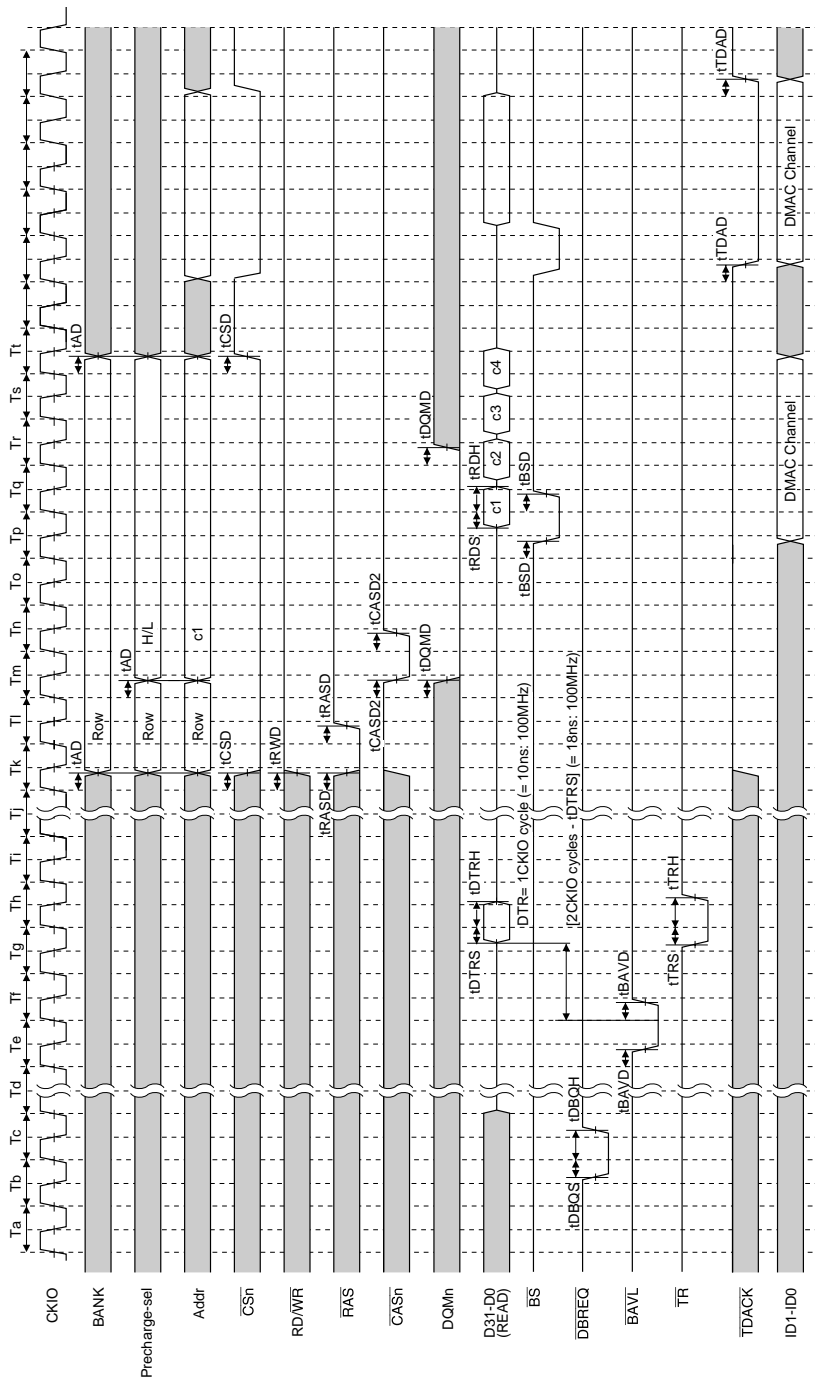 Ta Tb Tc Td Te Tf Tg Th Ti Tj Tk Tl Tm Tn To Tp Tq Tr Ts Tt
CKIO
tAD tAD
BANK Row
tAD
Precharge-sel Row H/L
Addr Row c1
tCSD tCSD
CSn
tRWD
RD/WR
tRASD tRASD
RAS
tCASD2 tCASD2
CASn
tDQMD tDQMD
DQMn
tDTRS tDTRH tRDS tRDH
D31-D0
(READ) c1 c2 c3 c4
DTR= 1CKIO cycle (= 10ns: 100MHz)
tBSD tBSD
BS
tDBQS tDBQH
[2CKIO cycles - tDTRS] (= 18ns: 100MHz)
DBREQ
tBAVD tBAVD
BAVL
tTRS tTRH
TR
tTDAD tTDAD
TDACK
ID1-ID0 DMAC Channel DMAC Channel